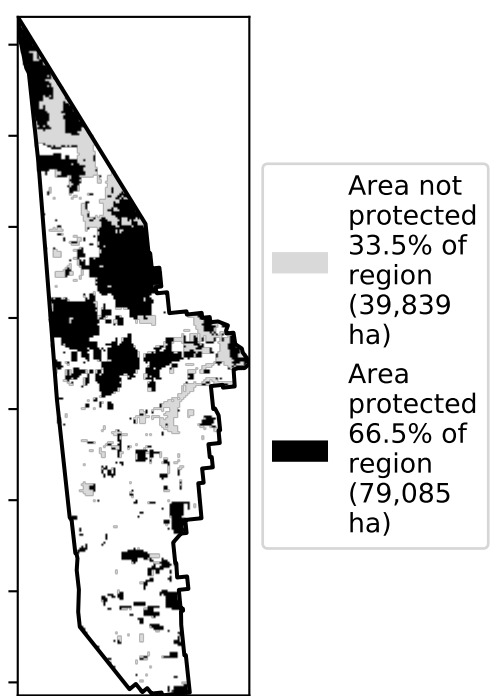 Area not
protected
33.5% of
region
(39,839
ha)
Area
protected
66.5% of
region
(79,085
ha)